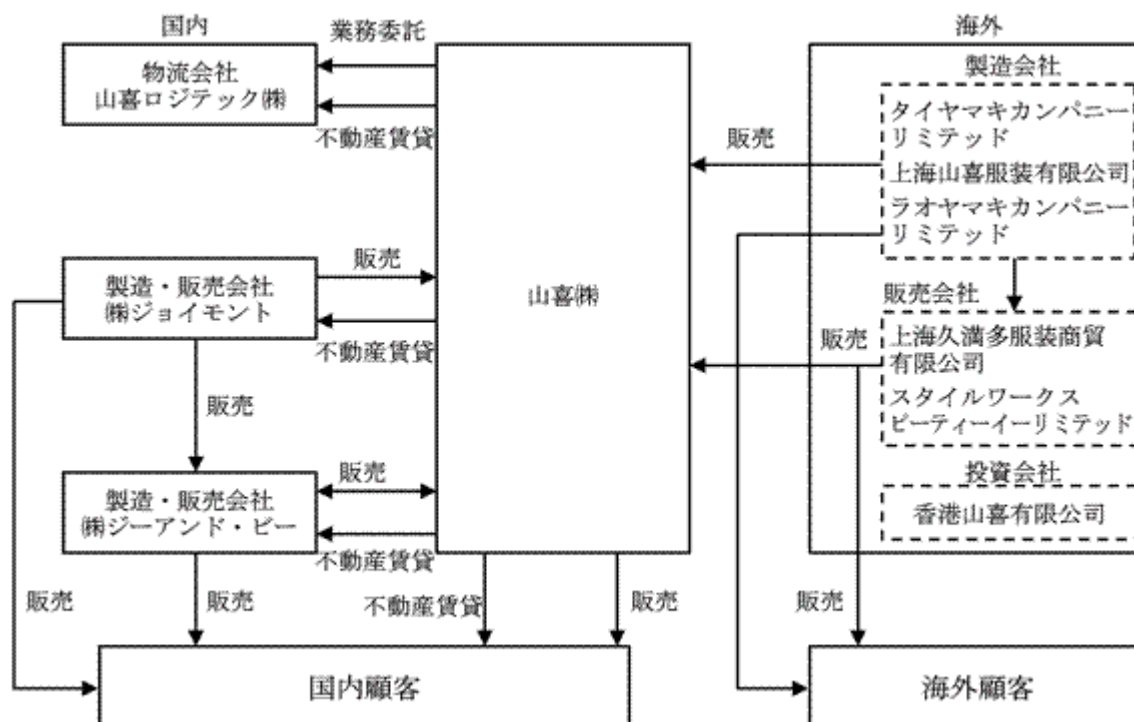 国内
業務委託
海外
物流会社
山喜ロジテック㈱
不動産賃貸
製造会社
タイヤマキカンパニー
リミテッド
上海山喜服装有限公司
ラオヤマキカンパニー
リミテッド
販売
販売
製造・販売会社
㈱ジョイモント
不動産賃貸
山喜㈱
販売会社
上海久満多服装商貿
有限公司
スタイルワークス
ピーティーイーリミテッド
販売
販売
投資会社
香港山喜有限公司
製造・販売会社
㈱ジーアンド・ビー
販売
不動産賃貸
販売
販売
不動産賃貸
販売
販売
国内顧客
海外顧客